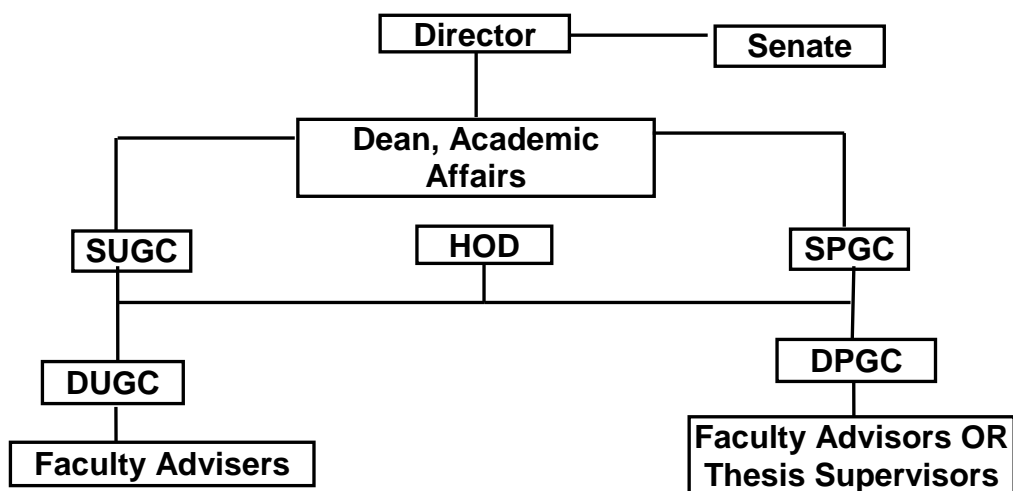 Director
Senate
Dean, Academic
Affairs
SUGC
HOD
SPGC
DUGC
DPGC
Faculty Advisers
Faculty Advisors OR
Thesis Supervisors